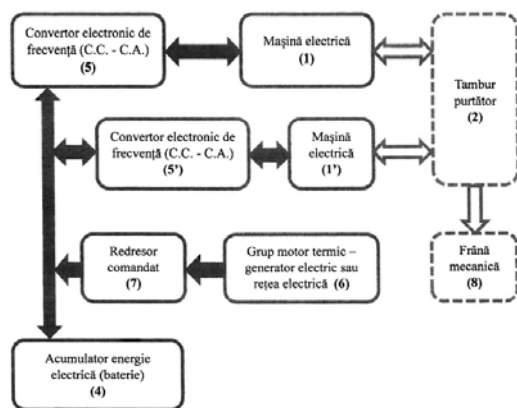 Convertor electronic de
frecvență (C.C. - C.A.)
(5)
Mașină electrică
(1)
Tambur
purtător
(2)
Convertor electronic de
frecvență (C.C. - C.A.)
(5')
Mașină
electrică
(1')
Redresor
comandat
(7)
Grup motor termic –
generator electric sau
rețea electrică (6)
Frână
mecanică
(8)
Acumulator energie
electrică (baterie)
(4)